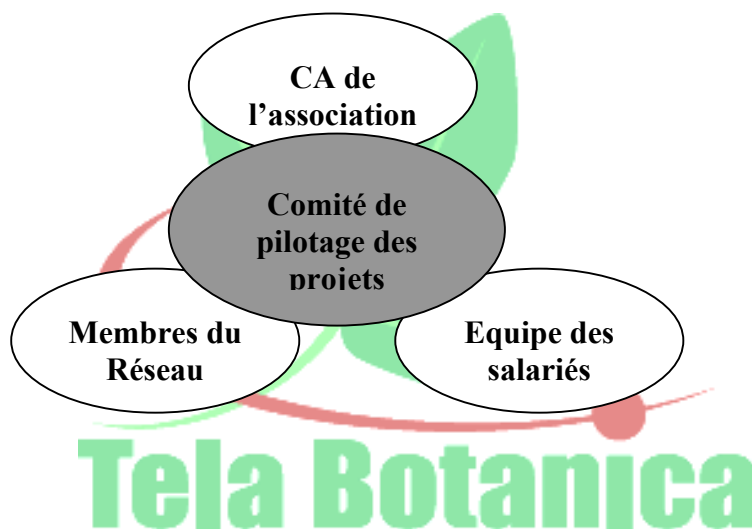 CA de
l’association
Comité de
pilotage des
projets
Membres du
Réseau
Equipe des
salariés
Tela Botanica